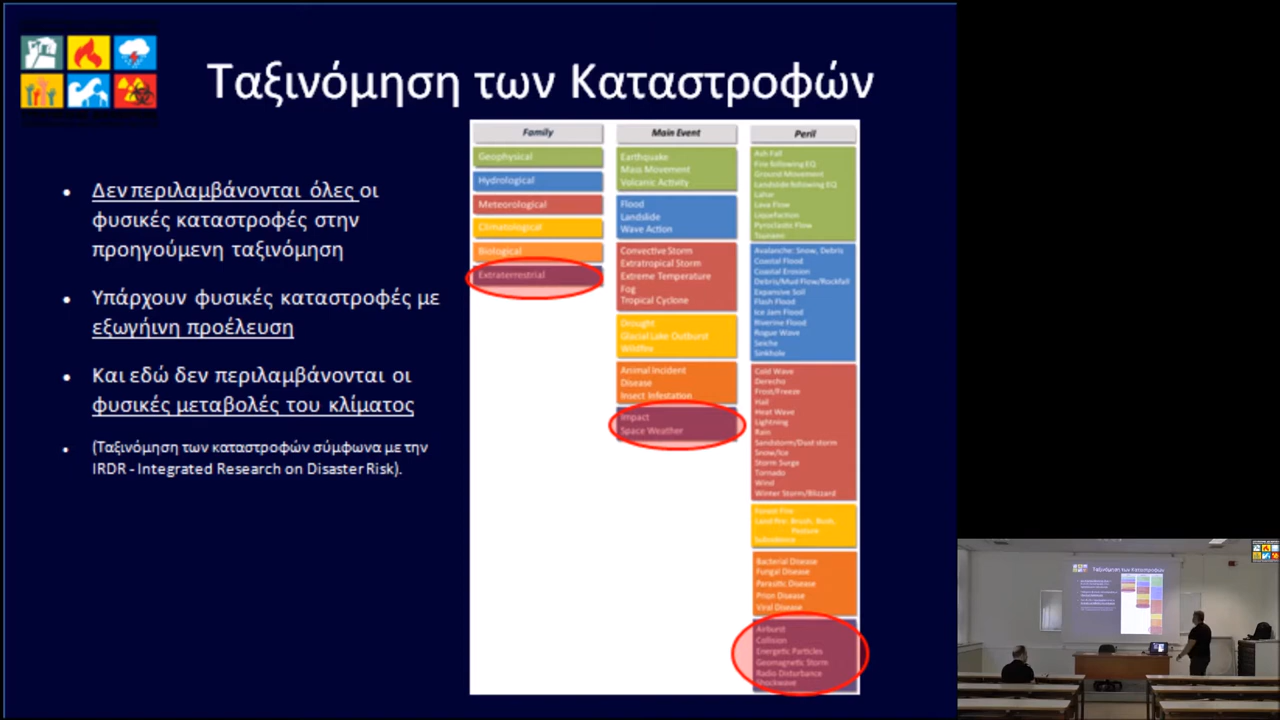 Ταξινόμηση των Καταστροφών
• Δεν περιλαμβάνονται όλες οι
φυσικές καταστροφές στην
προηγούμενη ταξινόμηση
• Υπάρχουν φυσικές καταστροφές με
εξωγήινη προέλευση
• Και εδώ δεν περιλαμβάνονται οι
φυσικές μεταβολές του κλίματος
• (Ταξινόμηση των καταστροφών σύμφωνα με την
IRDR - Integrated Research on Disaster Risk).
Family
Geophysical
Hydrological
Meteorological
Climatological
Biological
Extraterrestrial
Main Event
Earthquake
Mass Movement
Volcanic Activity
Flood
Landslide
Wave Action
Convective Storm
Extratropical Storm
Extreme Temperature
Fog
Tropical Cyclone
Drought
Glacial Lake Outburst
Wildfire
Animal Incident
Disease
Insect Infestation
Impact
Space Weather
Peril
Ash Fall
Fire following EQ
Ground Movement
Landslide following EQ
Lahar
Lava Flow
Liquefaction
Pyroclastic Flow
Tsunami
Avalanche: Snow, Debris
Coastal Flood
Coastal Erosion
Debris/Mud Flow/Rockfall
Expansive Soil
Flash Flood
Ice Jam Flood
Riverine Flood
Rogue Wave
Seiche
Sinkhole
Cold Wave
Derecho
Frost/Freeze
Hail
Heat Wave
Lightning
Rain
Sandstorm/Dust storm
Snow/Ice
Storm Surge
Tornado
Wind
Winter Storm/Blizzard
Forest Fire
Land Fire: Brush, Bush,
Pasture
Subsidence
Bacterial Disease
Fungal Disease
Parasitic Disease
Prion Disease
Viral Disease
Airburst
Collision
Energetic Particles
Geomagnetic Storm
Radio Disturbance
Shockwave
Ταξινόμηση των Καταστροφών